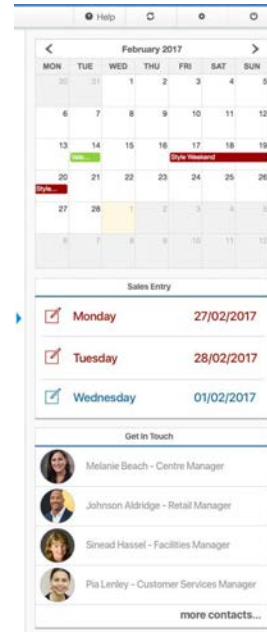 Help
February 2017
MON TUE WED THU FRI SAT SUN
30 31 1 2 3 4 5
6 7 8 9 10 11 12
13 14 15 16 17 18 19
Vale... Style Weekend
20 21 22 23 24 25 26
Style...
27 28 1 2 3 4 5
6 7 8 9 10 11 12
Sales Entry
Monday 27/02/2017
Tuesday 28/02/2017
Wednesday 01/02/2017
Get In Touch
Melanie Beach - Centre Manager
Johnson Aldridge - Retail Manager
Sinead Hassel - Facilities Manager
Pia Lenley - Customer Services Manager
more contacts...